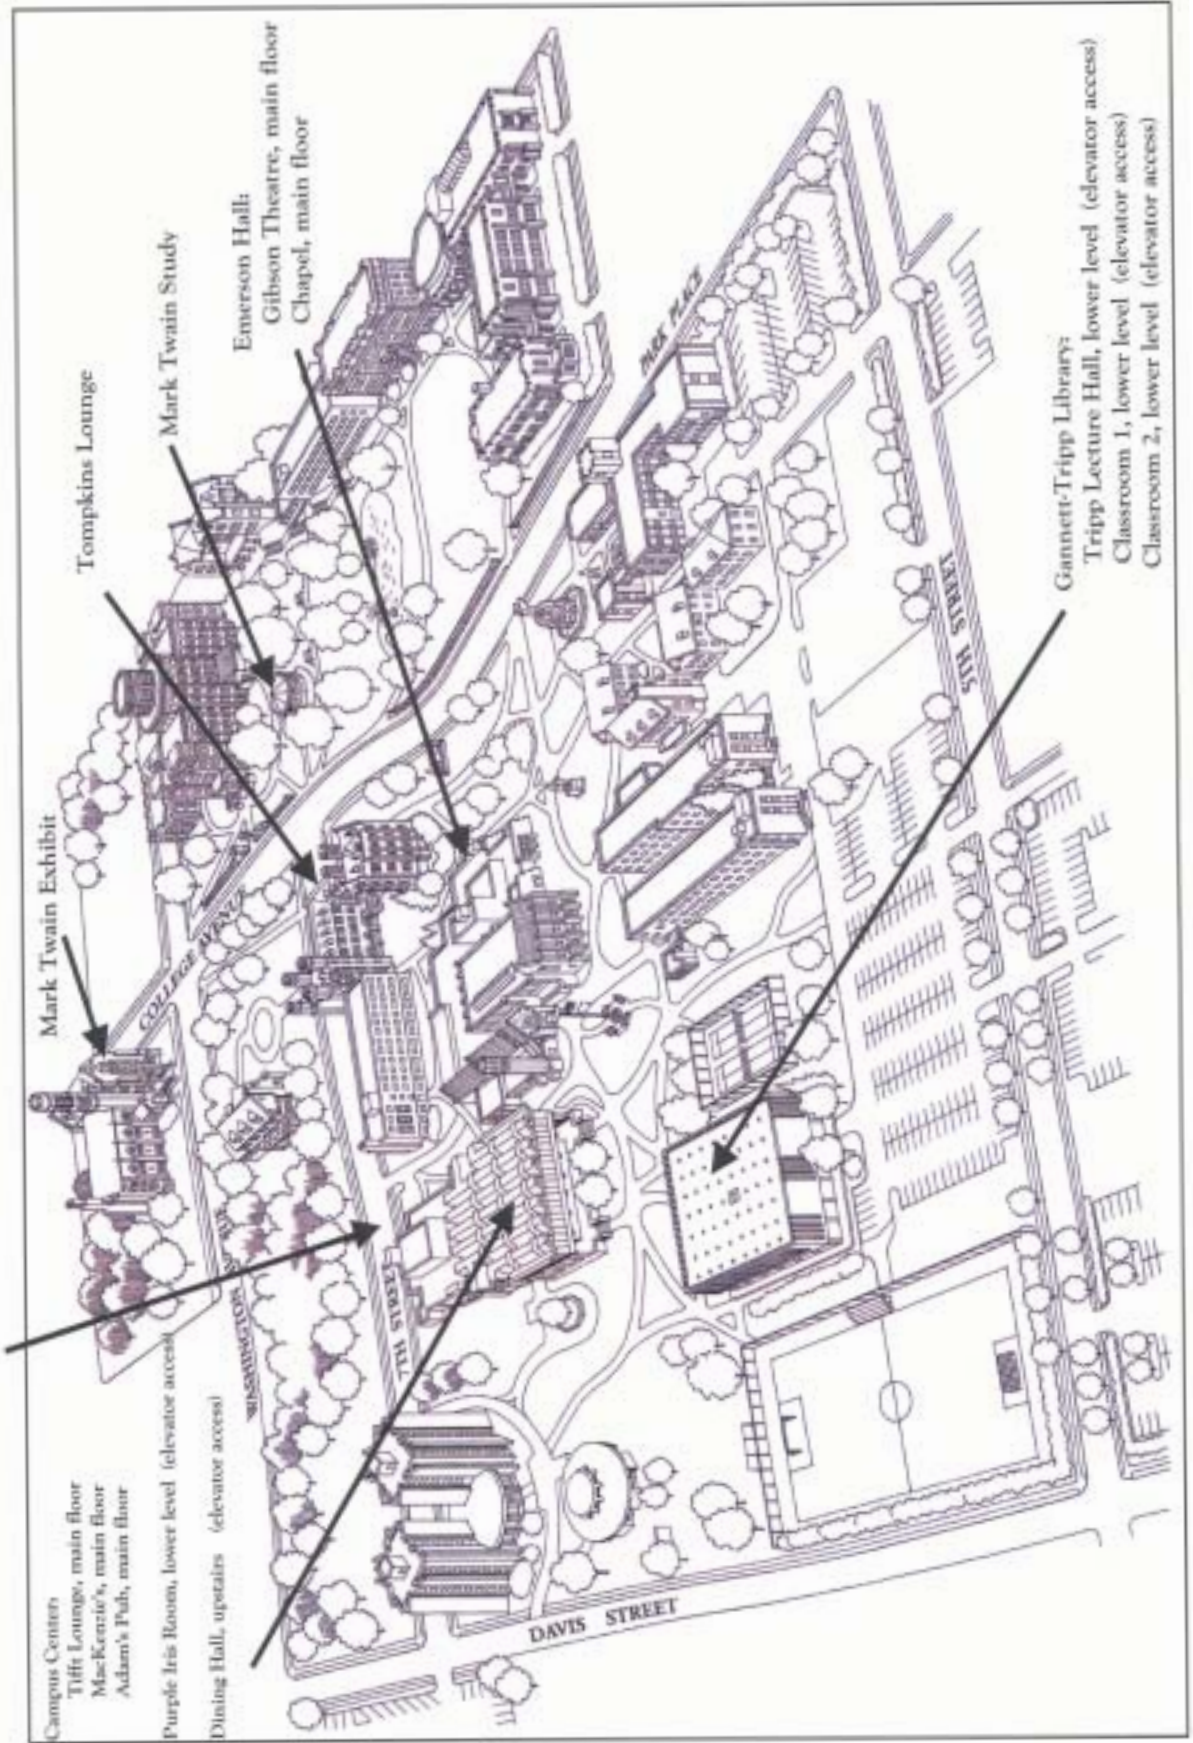 Campus Center:
Tifft Lounge, main floor
MacKenzie's, main floor
Adam's Pub, main floor
Purple Iris Room, lower level (elevator access)
Dining Hall, upstairs (elevator access)
Mark Twain Exhibit
Tompkins Lounge
Mark Twain Study
Emerson Hall:
Gibson Theatre, main floor
Chapel, main floor
COLLEGE AVENUE
WASHINGTON
7TH STREET
PARK PLACE
DAVIS STREET
5TH STREET
Gannett-Tripp Library:
Tripp Lecture Hall, lower level (elevator access)
Classroom 1, lower level (elevator access)
Classroom 2, lower level (elevator access)